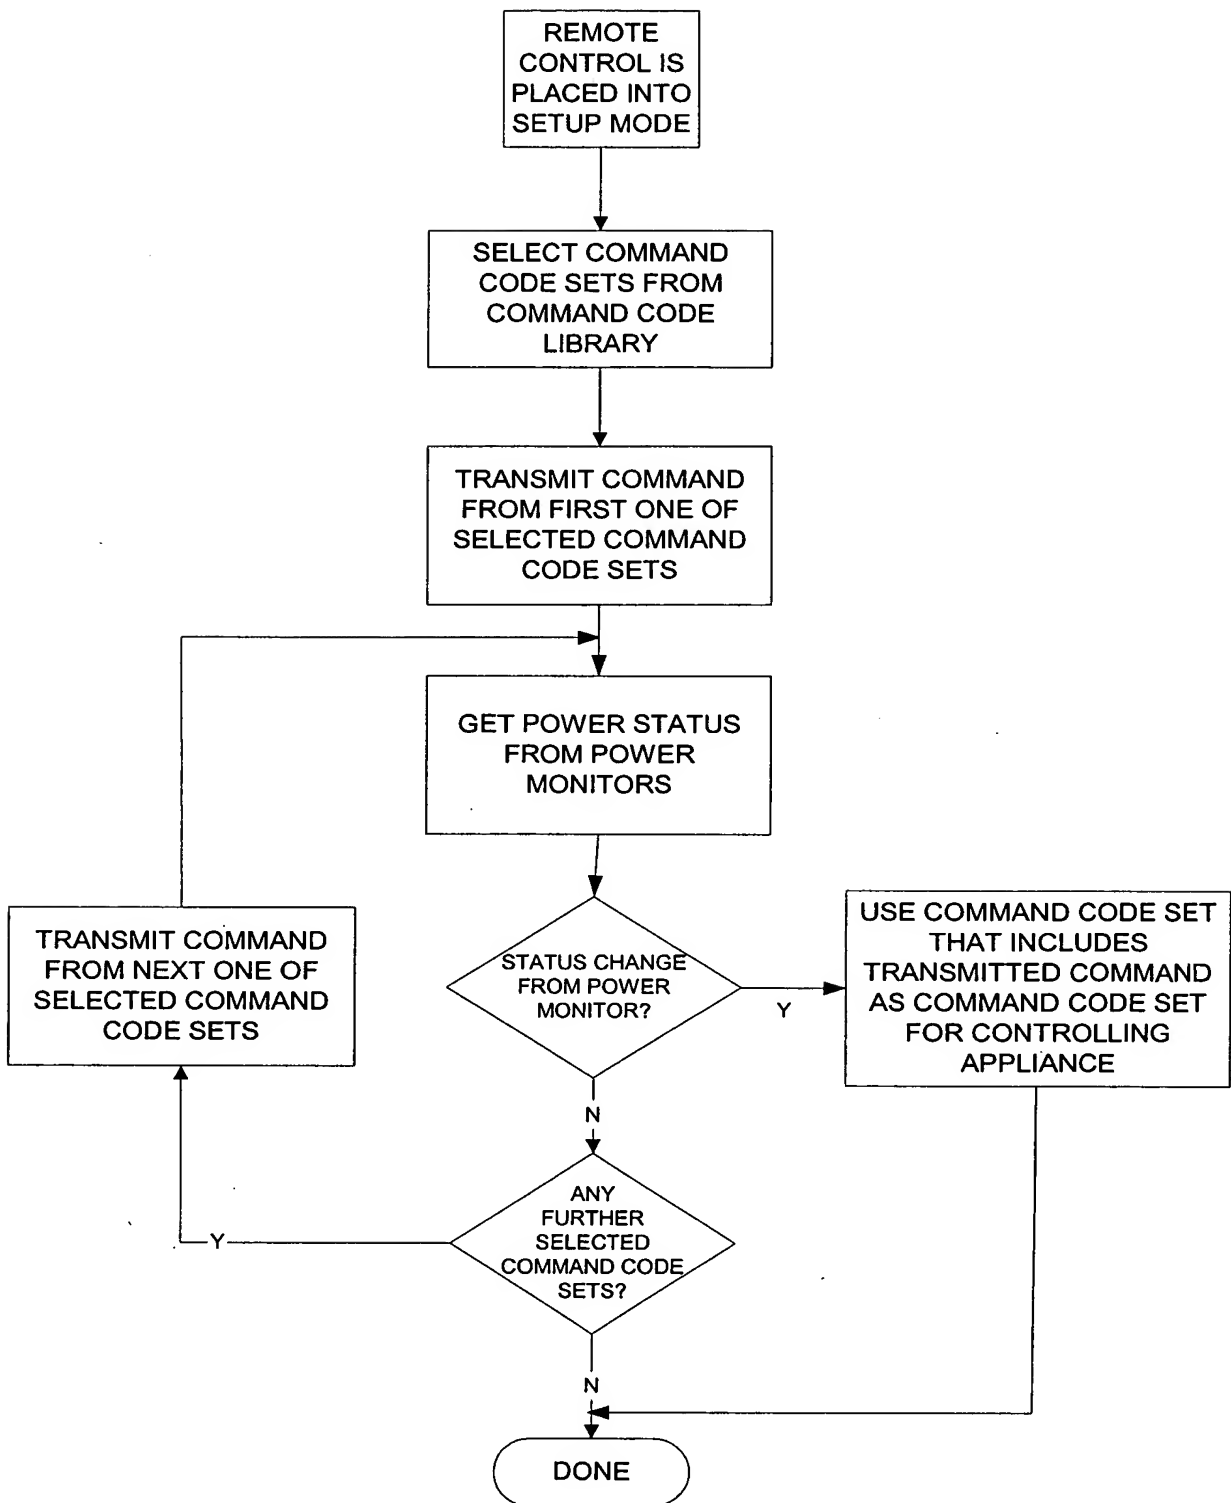 REMOTE
CONTROL IS
PLACED INTO
SETUP MODE
SELECT COMMAND
CODE SETS FROM
COMMAND CODE
LIBRARY
TRANSMIT COMMAND
FROM FIRST ONE OF
SELECTED COMMAND
CODE SETS
GET POWER STATUS
FROM POWER
MONITORS
STATUS CHANGE
FROM POWER
MONITOR?
Y
USE COMMAND CODE SET
THAT INCLUDES
TRANSMITTED COMMAND
AS COMMAND CODE SET
FOR CONTROLLING
APPLIANCE
N
ANY
FURTHER
SELECTED
COMMAND CODE
SETS?
Y
TRANSMIT COMMAND
FROM NEXT ONE OF
SELECTED COMMAND
CODE SETS
N
DONE